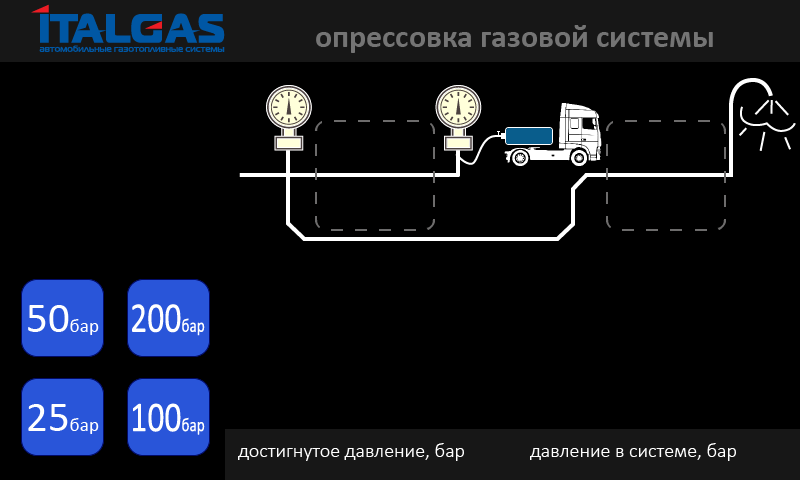 ITALGAS
автомобильные газотопливные системы
опрессовка газовой системы
50бар
200бар
25бар
100бар
достигнутое давление, бар
давление в системе, бар